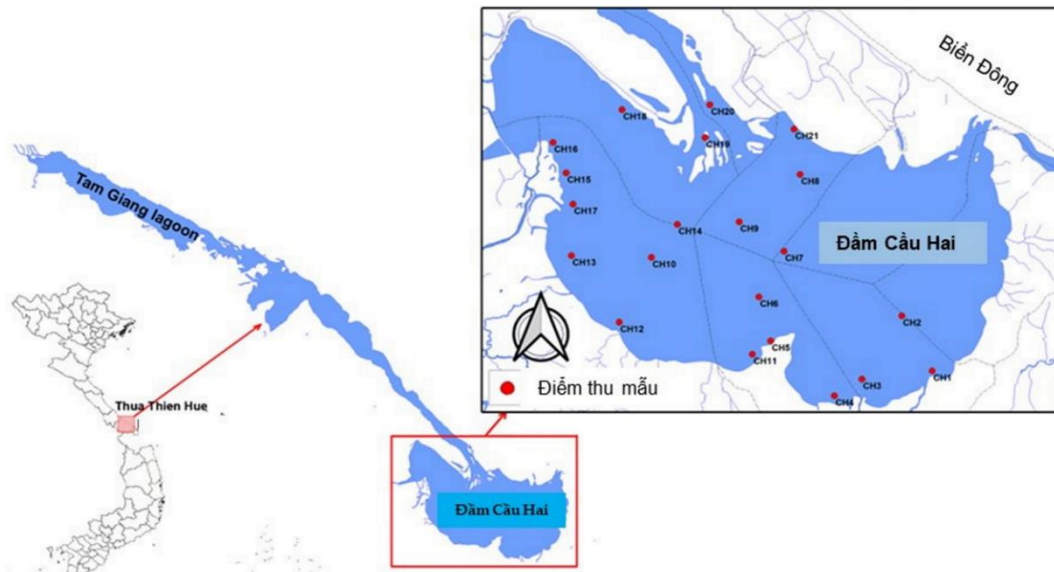 Tam Giang lagoon
Thua Thien Hue
Đầm Cầu Hai
Biển Đông
CH20
CH18
CH21
CH19
CH16
CH15
CH8
CH17
CH14
CH9
Đầm Cầu Hai
CH7
CH13
CH10
CH6
CH2
CH12
CH5
CH11
CH1
CH3
CH4
Điểm thu mẫu